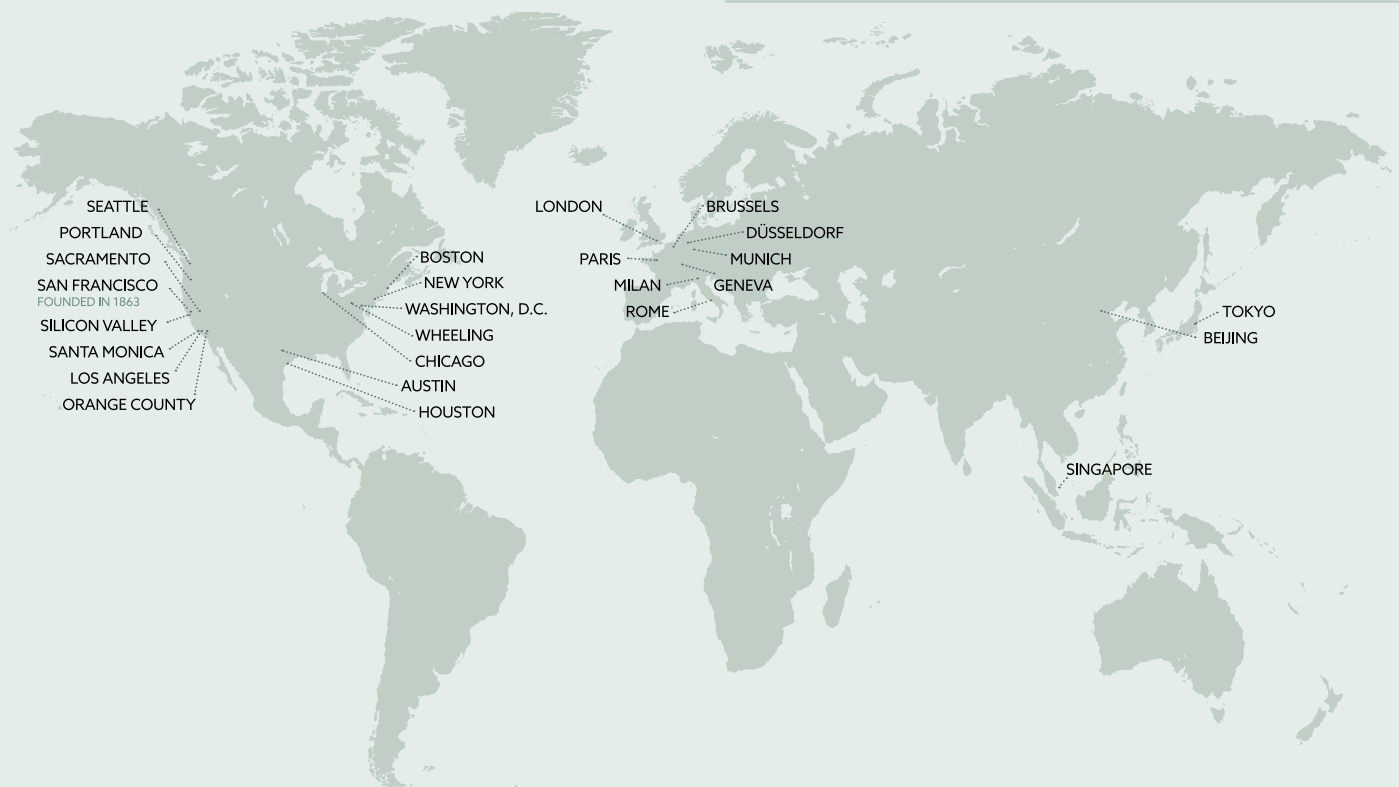 SEATTLE
PORTLAND
SACRAMENTO
SAN FRANCISCO
FOUNDED IN 1863
SILICON VALLEY
SANTA MONICA
LOS ANGELES
ORANGE COUNTY
BOSTON
NEW YORK
WASHINGTON, D.C.
WHEELING
CHICAGO
AUSTIN
HOUSTON
LONDON
PARIS
MILAN
ROME
BRUSSELS
DÜSSELDORF
MUNICH
GENEVA
TOKYO
BEIJING
SINGAPORE